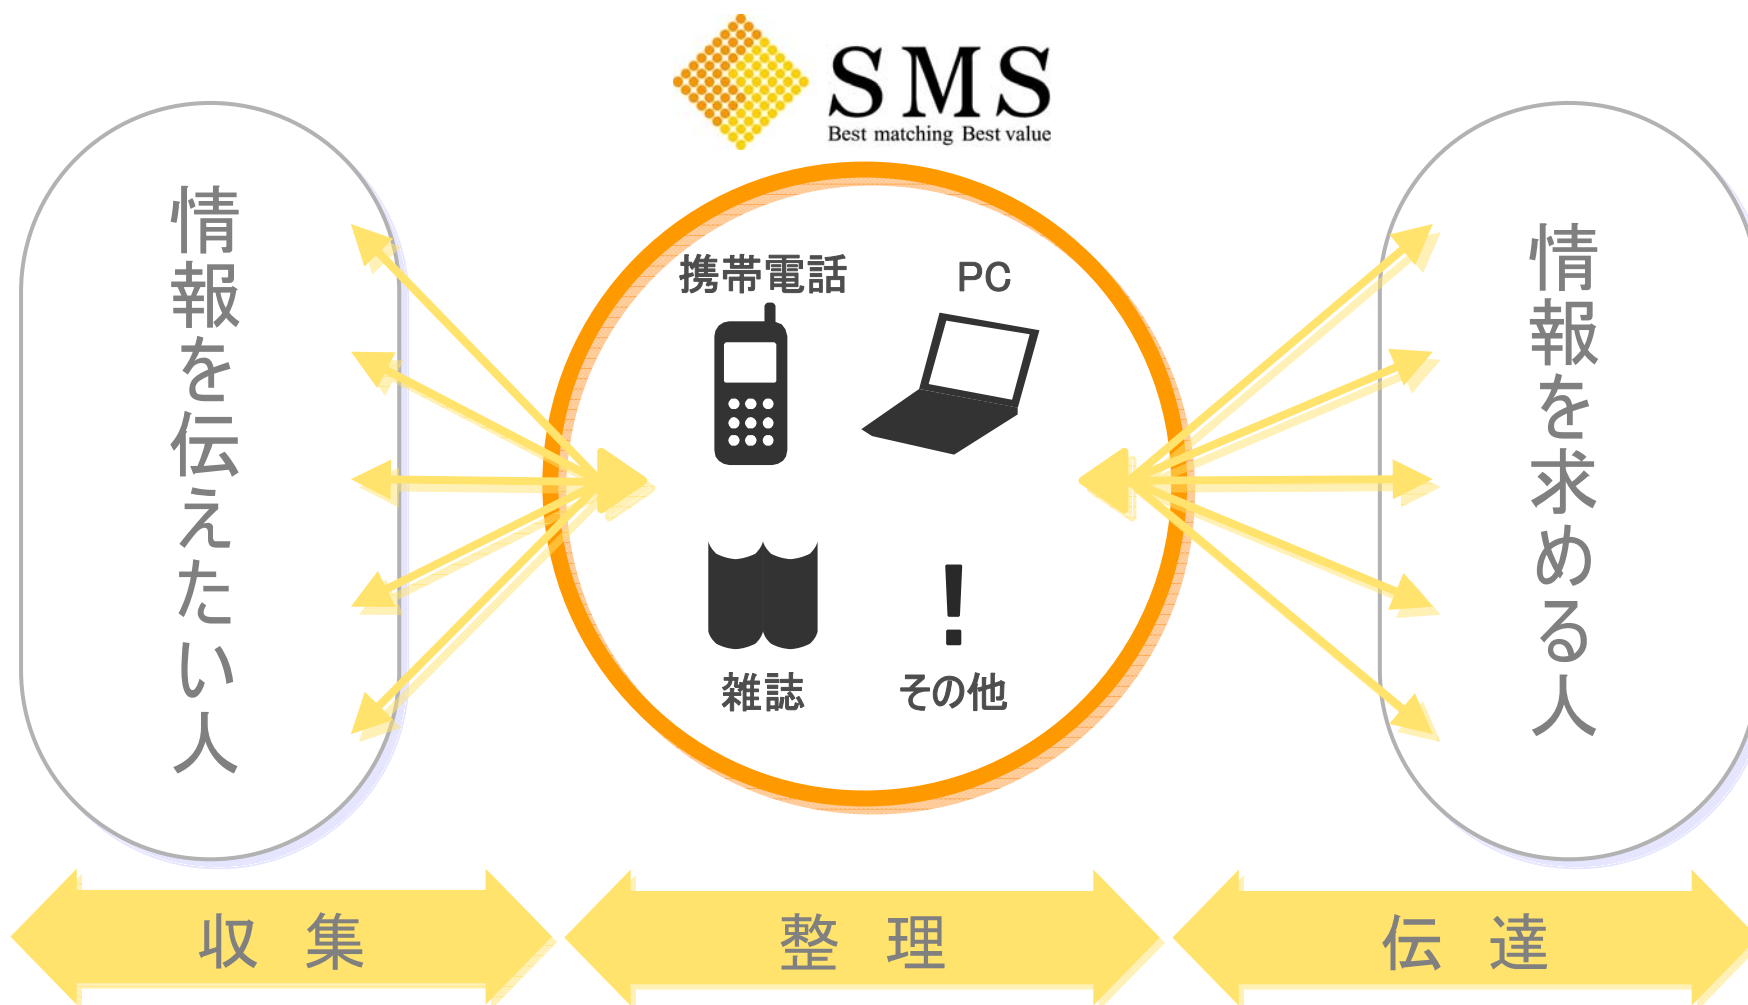 SMS
Best matching Best value
情報を伝えたい人
携帯電話
PC
雑誌
!
その他
情報を求める人
収集
整理
伝達